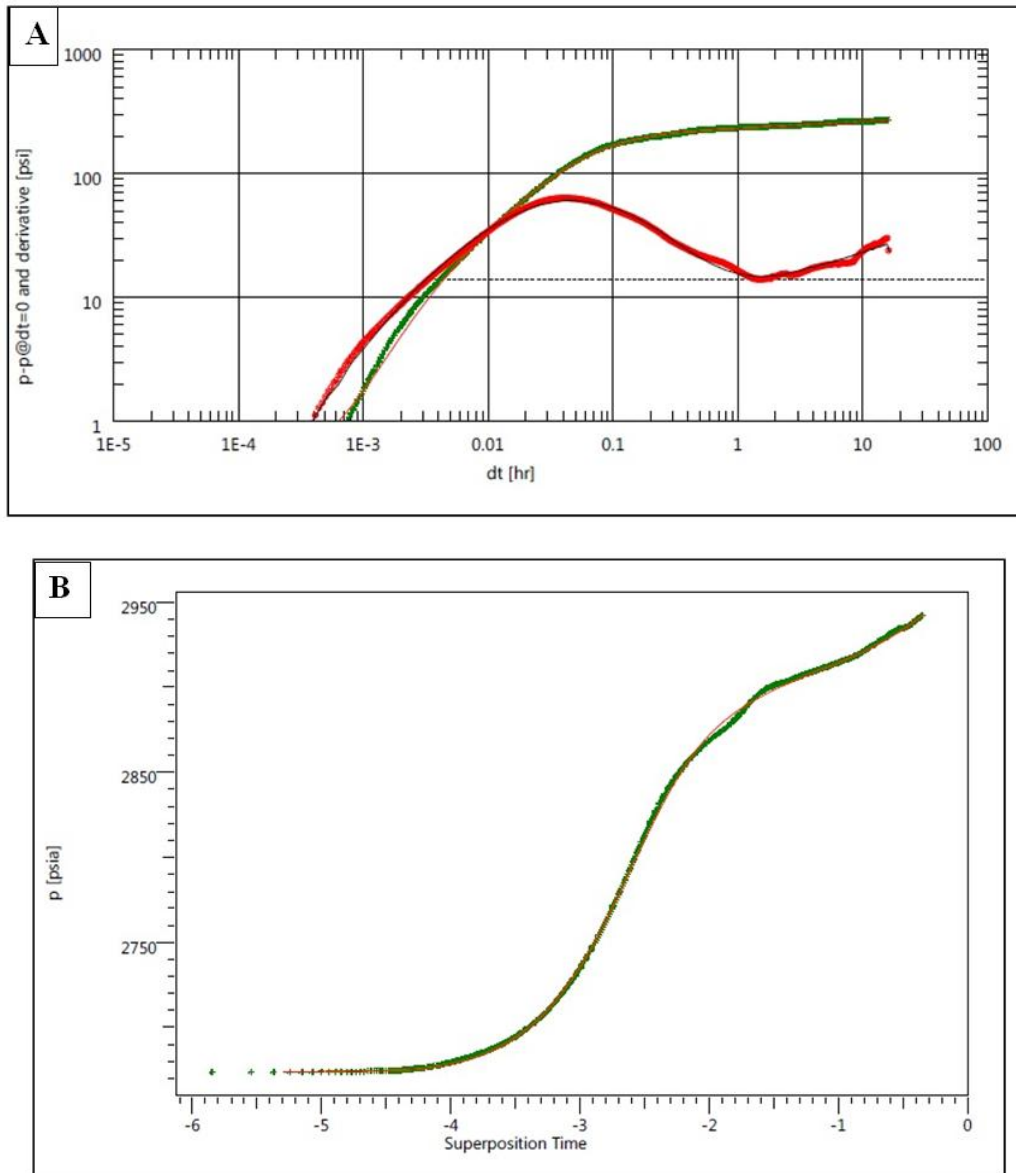 A
1000
100
10
1
p-p@dt=0 and derivative [psi]
1E-5 1E-4 1E-3 0.01 0.1 1 10 100
dt [hr]
B
2950
2850
2750
p [psia]
-6 -5 -4 -3 -2 -1 0
Superposition Time